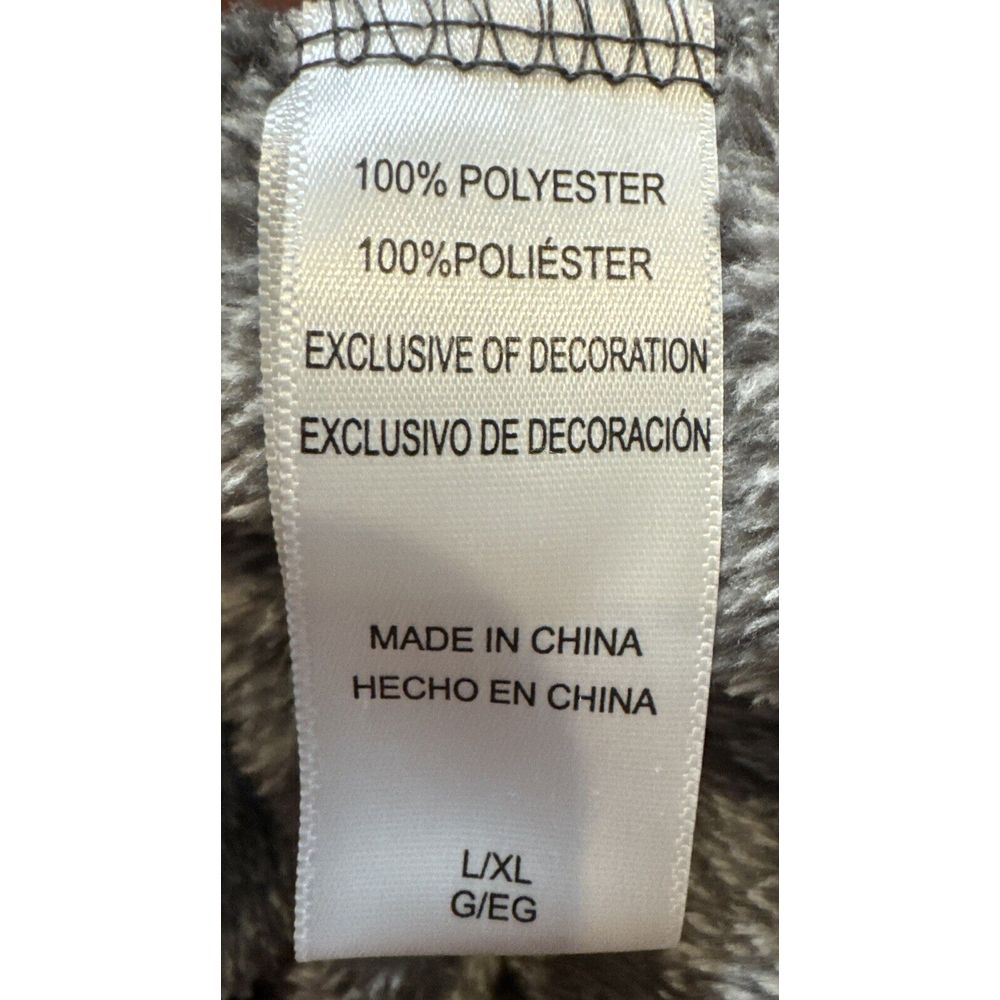 100% POLYESTER
100%POLIÉSTER
EXCLUSIVE OF DECORATION
EXCLUSIVO DE DECORACIÓN
MADE IN CHINA
HECHO EN CHINA
L/XL
G/EG